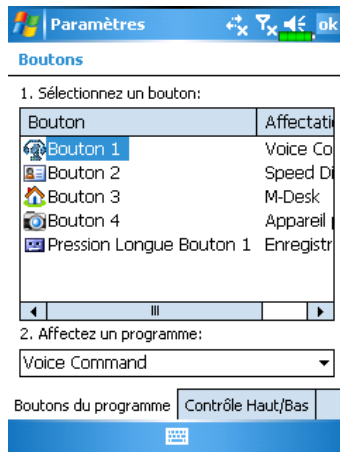 Paramètres ok
Boutons
1. Sélectionnez un bouton:
Bouton Affectati
Bouton 1 Voice Co
Bouton 2 Speed Di
Bouton 3 M-Desk
Bouton 4 Appareil
Pression Longue Bouton 1 Enregistr
2. Affectez un programme:
Voice Command
Boutons du programme Contrôle Haut/Bas